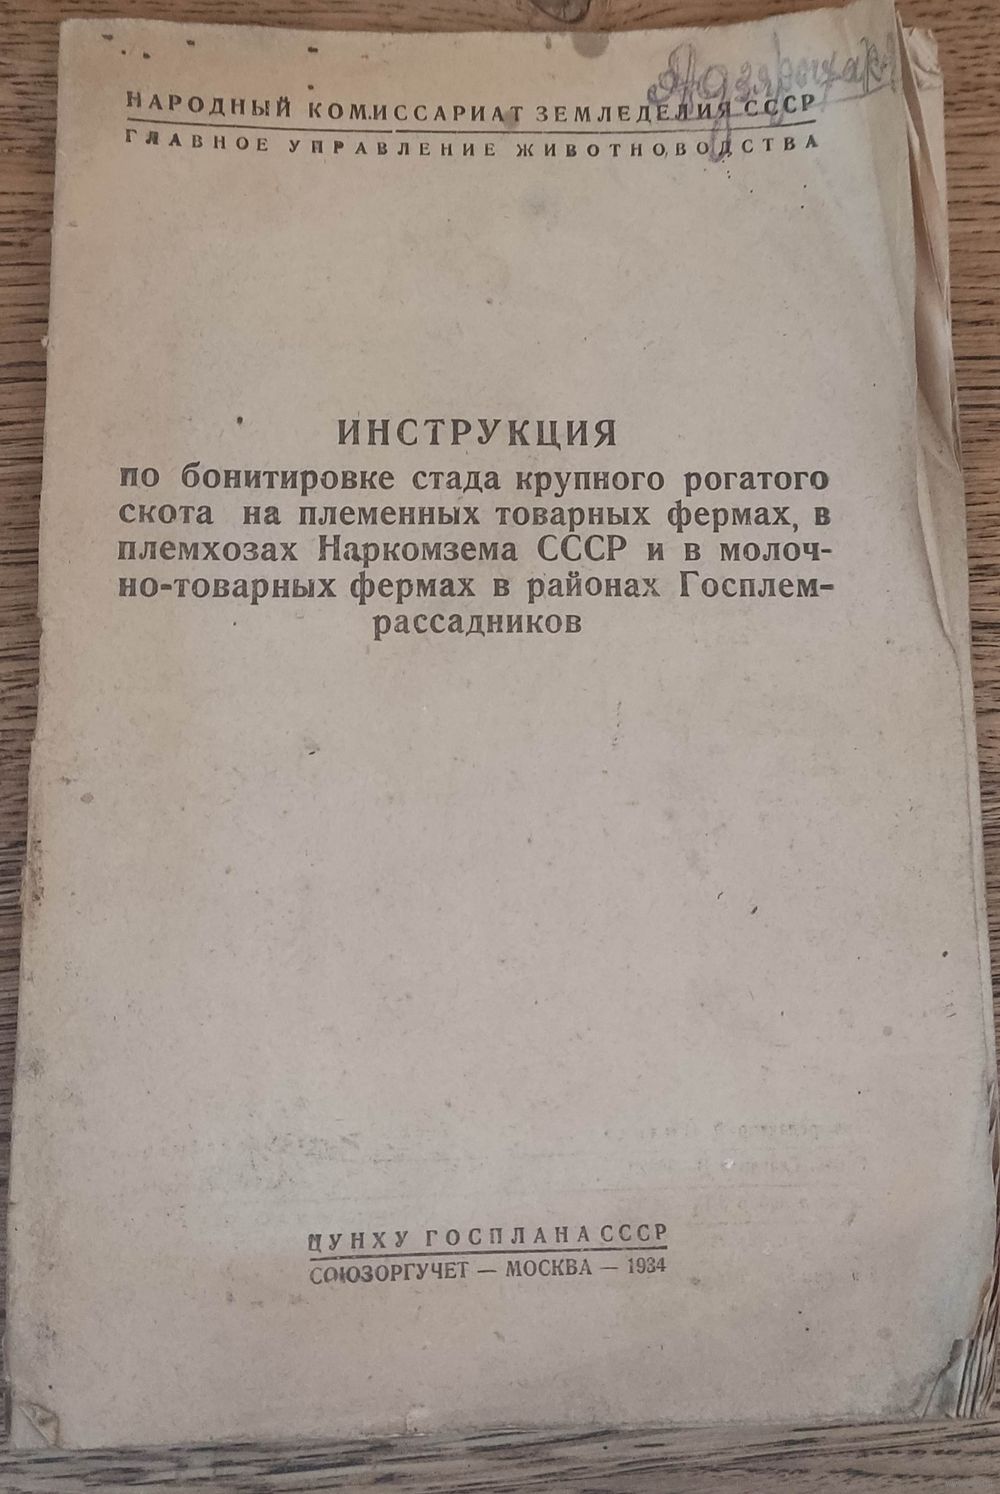 НАРОДНЫЙ КОМИССАРИАТ ЗЕМЛЕДЕЛИЯ СССР
ГЛАВНОЕ УПРАВЛЕНИЕ ЖИВОТНОВОДСТВА
ИНСТРУКЦИЯ
по бонитировке стада крупного рогатого
скота на племенных товарных фермах, в
племхозах Наркомзема СССР и в молоч-
но-товарных фермах в районах Госплем-
рассадников
ЦУНХУ ГОСПЛАНА СССР
СОЮЗОРГУЧЕТ — МОСКВА — 1934